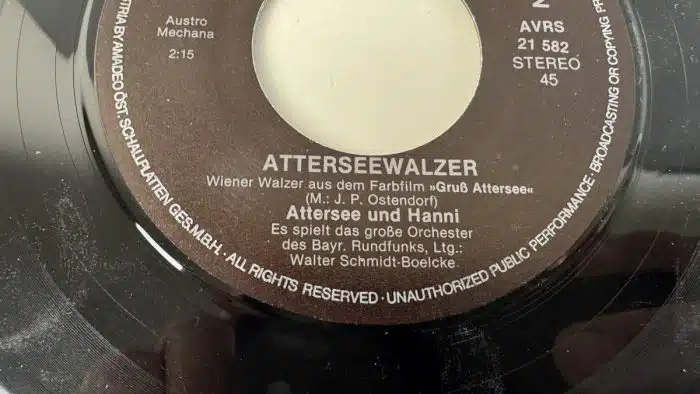 2
Austro
Mechana
2:15
AVRS
21 582
STEREO
45
ATTERSEEWALZER
Wiener Walzer aus dem Farbfilm »Gruß Attersee«
(M.: J. P. Ostendorf)
Attersee und Hanni
Es spielt das große Orchester
des Bayr. Rundfunks, Ltg.:
Walter Schmidt-Boelcke
BY AMADEO ÖST. SCHALLPLATTEN GES.M.B.H. · ALL RIGHTS RESERVED · UNAUTHORIZED PUBLIC PERFORMANCE · BROADCASTING OR COPYING